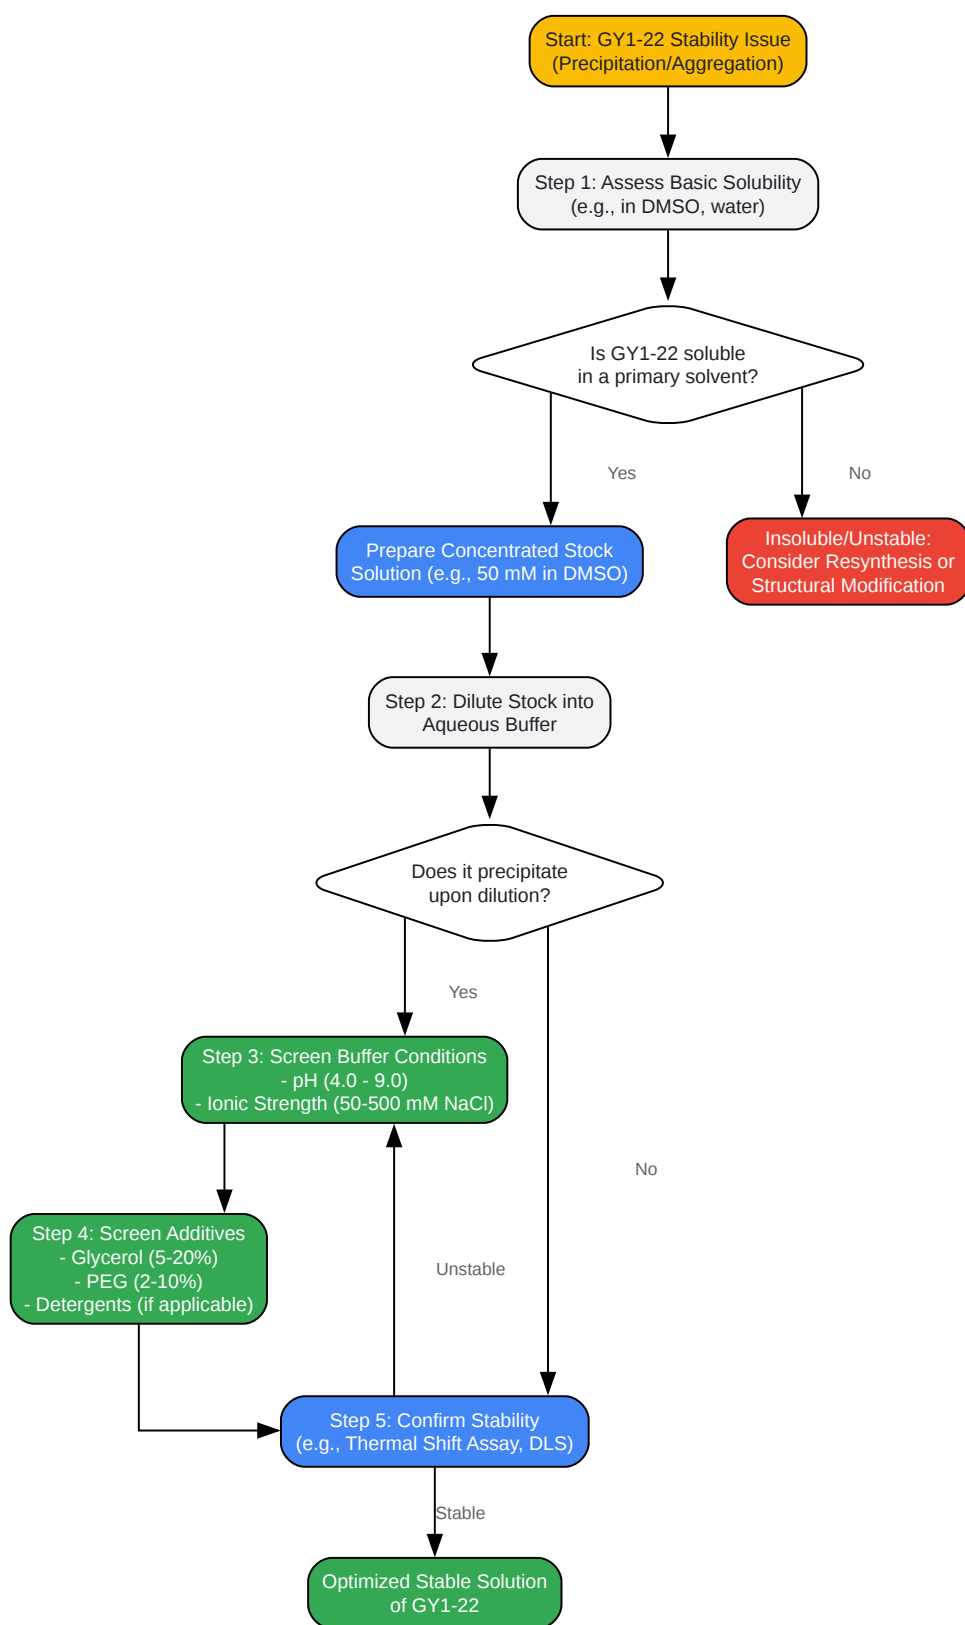 Start: GY1-22 Stability Issue
(Precipitation/Aggregation)
Step 1: Assess Basic Solubility
(e.g., in DMSO, water)
Is GY1-22 soluble
in a primary solvent?
Yes
No
Prepare Concentrated Stock
Solution (e.g., 50 mM in DMSO)
Insoluble/Unstable:
Consider Resynthesis or
Structural Modification
Step 2: Dilute Stock into
Aqueous Buffer
Does it precipitate
upon dilution?
Yes
No
Step 3: Screen Buffer Conditions
- pH (4.0 - 9.0)
- Ionic Strength (50-500 mM NaCl)
Step 4: Screen Additives
- Glycerol (5-20%)
- PEG (2-10%)
- Detergents (if applicable)
Unstable
Step 5: Confirm Stability
(e.g., Thermal Shift Assay, DLS)
Stable
Optimized Stable Solution
of GY1-22